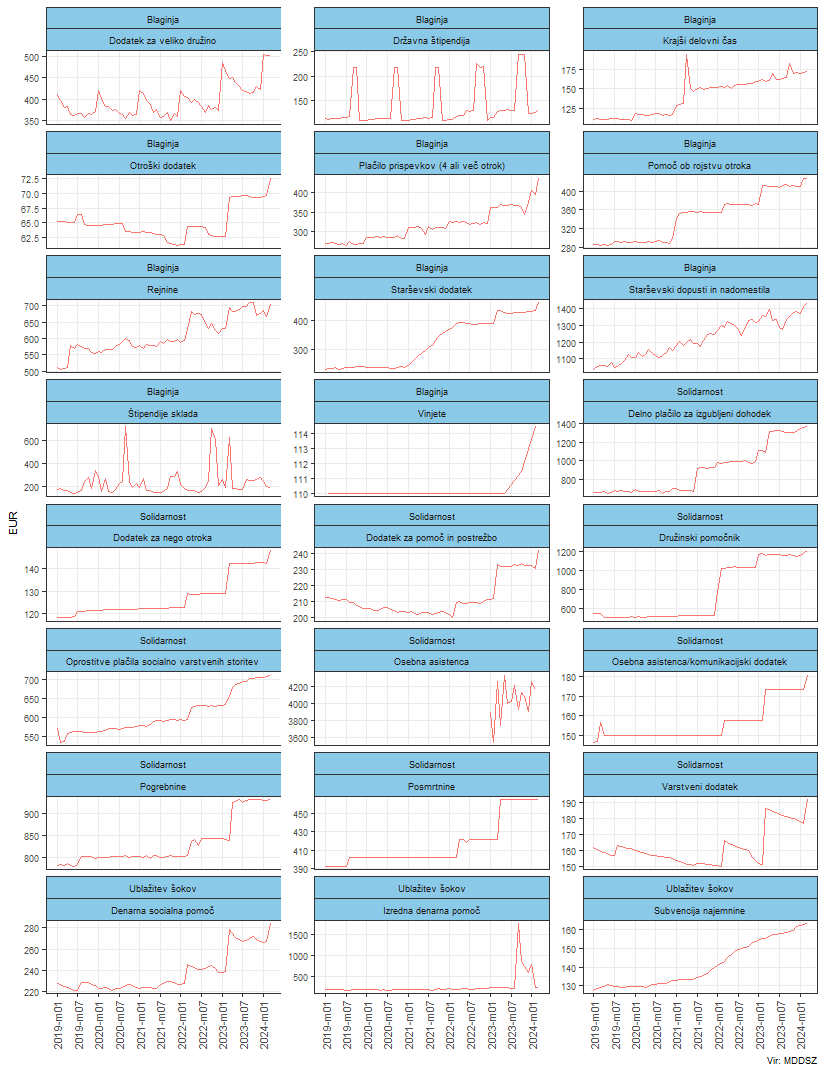 Blaginja
Blaginja
Blaginja
Dodatek za veliko družino
Državna štipendija
Krajši delovni čas
500
450
400
350
250
200
150
175
150
125
Blaginja
Blaginja
Blaginja
Otroški dodatek
Plačilo prispevkov (4 ali več otrok)
Pomoč ob rojstvu otroka
72.5
70.0
67.5
65.0
62.5
400
350
300
400
360
320
280
Blaginja
Blaginja
Blaginja
Rejnine
Starševski dodatek
Starševski dopusti in nadomestila
700
650
600
550
500
400
300
1400
1300
1200
1100
Blaginja
Blaginja
Solidarnost
Štipendije sklada
Vinjete
Delno plačilo za izgubljeni dohodek
600
400
200
114
113
112
111
110
1400
1200
1000
800
Solidarnost
Solidarnost
Solidarnost
Dodatek za nego otroka
Dodatek za pomoč in postrežbo
Družinski pomočnik
140
130
120
240
230
220
210
200
1200
1000
800
600
Solidarnost
Solidarnost
Solidarnost
Oprostitve plačila socialno varstvenih storitev
Osebna asistenca
Osebna asistenca/komunikacijski dodatek
700
650
600
550
4200
4000
3800
3600
180
170
160
150
Solidarnost
Solidarnost
Solidarnost
Pogrebnine
Posmrtnine
Varstveni dodatek
900
850
800
450
430
410
390
190
180
170
160
150
Ublažitev šokov
Ublažitev šokov
Ublažitev šokov
Denarna socialna pomoč
Izredna denarna pomoč
Subvencija najemnine
280
260
240
220
1500
1000
500
160
150
140
130
2019-m01
2019-m07
2020-m01
2020-m07
2021-m01
2021-m07
2022-m01
2022-m07
2023-m01
2023-m07
2024-m01
2019-m01
2019-m07
2020-m01
2020-m07
2021-m01
2021-m07
2022-m01
2022-m07
2023-m01
2023-m07
2024-m01
2019-m01
2019-m07
2020-m01
2020-m07
2021-m01
2021-m07
2022-m01
2022-m07
2023-m01
2023-m07
2024-m01
EUR
Vir: MDDSZ